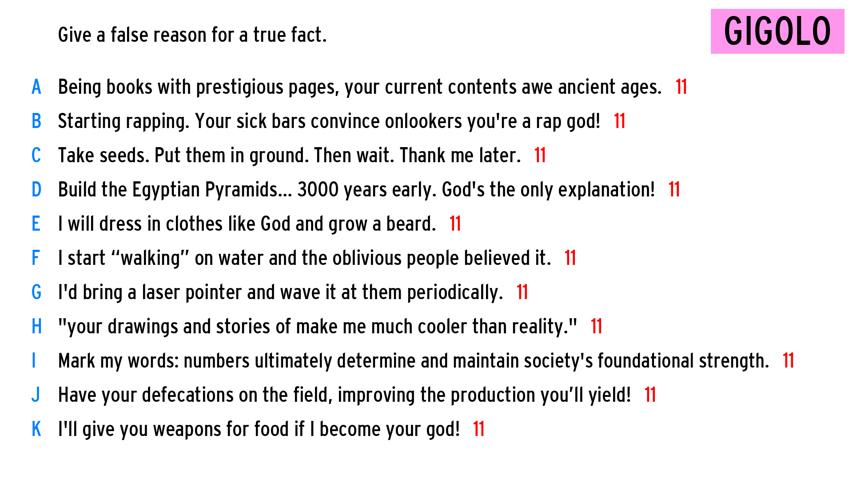 Give a false reason for a true fact.
GIGOLO
A Being books with prestigious pages, your current contents awe ancient ages. 11
B Starting rapping. Your sick bars convince onlookers you're a rap god! 11
C Take seeds. Put them in ground. Then wait. Thank me later. 11
D Build the Egyptian Pyramids... 3000 years early. God's the only explanation! 11
E I will dress in clothes like God and grow a beard. 11
F I start “walking” on water and the oblivious people believed it. 11
G I'd bring a laser pointer and wave it at them periodically. 11
H "your drawings and stories of make me much cooler than reality." 11
I Mark my words: numbers ultimately determine and maintain society's foundational strength. 11
J Have your defecations on the field, improving the production you’ll yield! 11
K I'll give you weapons for food if I become your god! 11